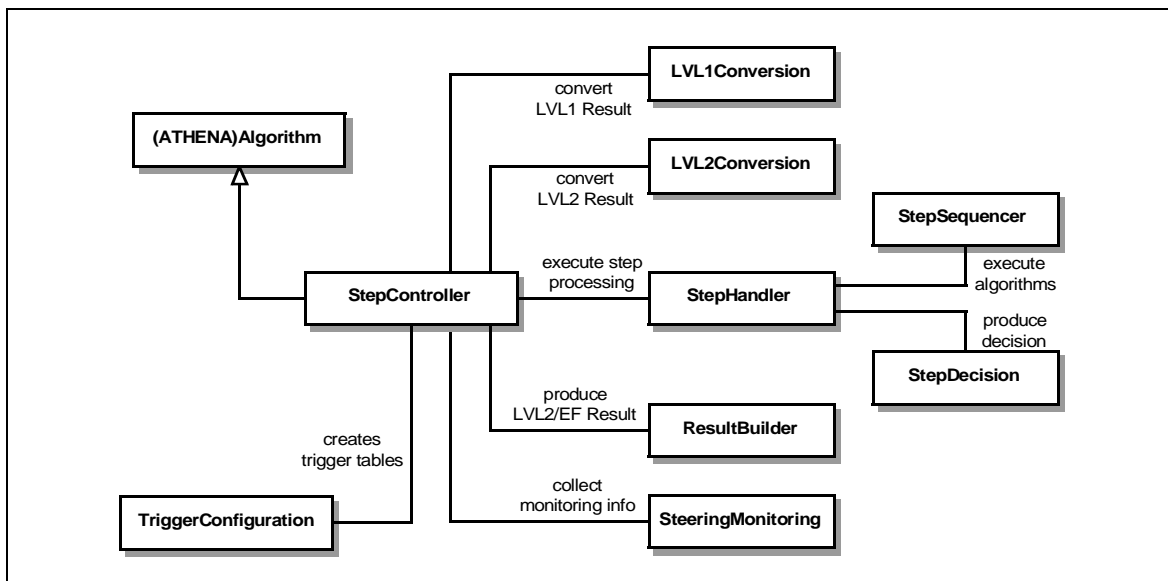 LVL1Conversion
convert
LVL1 Result
(ATHENA)Algorithm
LVL2Conversion
convert
LVL2 Result
StepSequencer
execute step
processing
execute
algorithms
StepController
StepHandler
produce
decision
StepDecision
produce
LVL2/EF Result
ResultBuilder
creates
trigger tables
collect
monitoring info
TriggerConfiguration
SteeringMonitoring